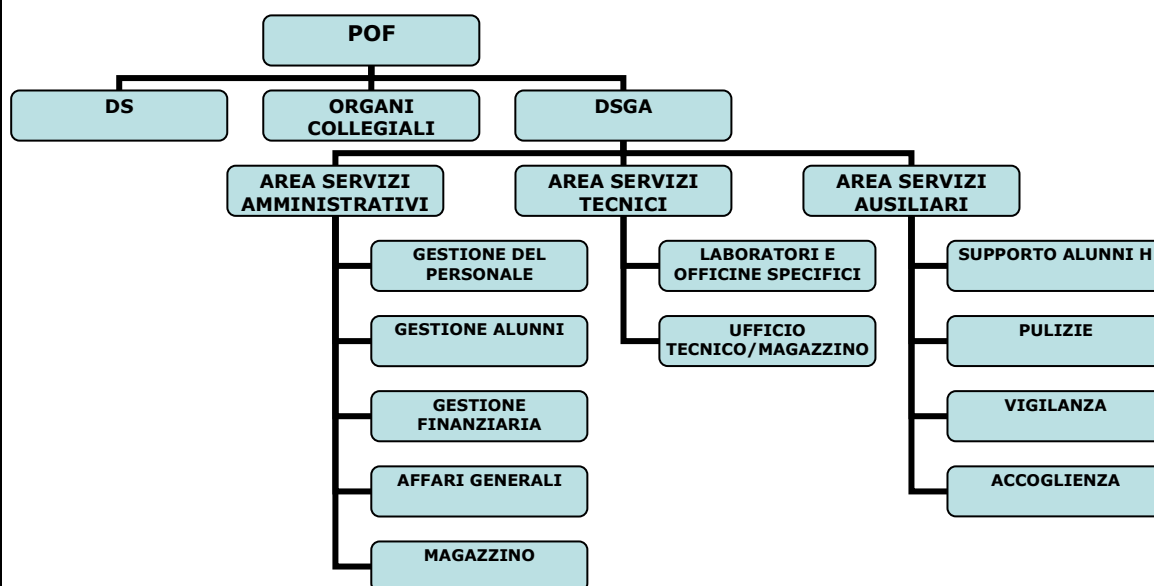 POF
DS
ORGANI
COLLEGIALI
DSGA
AREA SERVIZI
AMMINISTRATIVI
AREA SERVIZI
TECNICI
AREA SERVIZI
AUSILIARI
GESTIONE DEL
PERSONALE
GESTIONE ALUNNI
GESTIONE
FINANZIARIA
AFFARI GENERALI
MAGAZZINO
LABORATORI E
OFFICINE SPECIFICI
UFFICIO
TECNICO/MAGAZZINO
SUPPORTO ALUNNI H
PULIZIE
VIGILANZA
ACCOGLIENZA